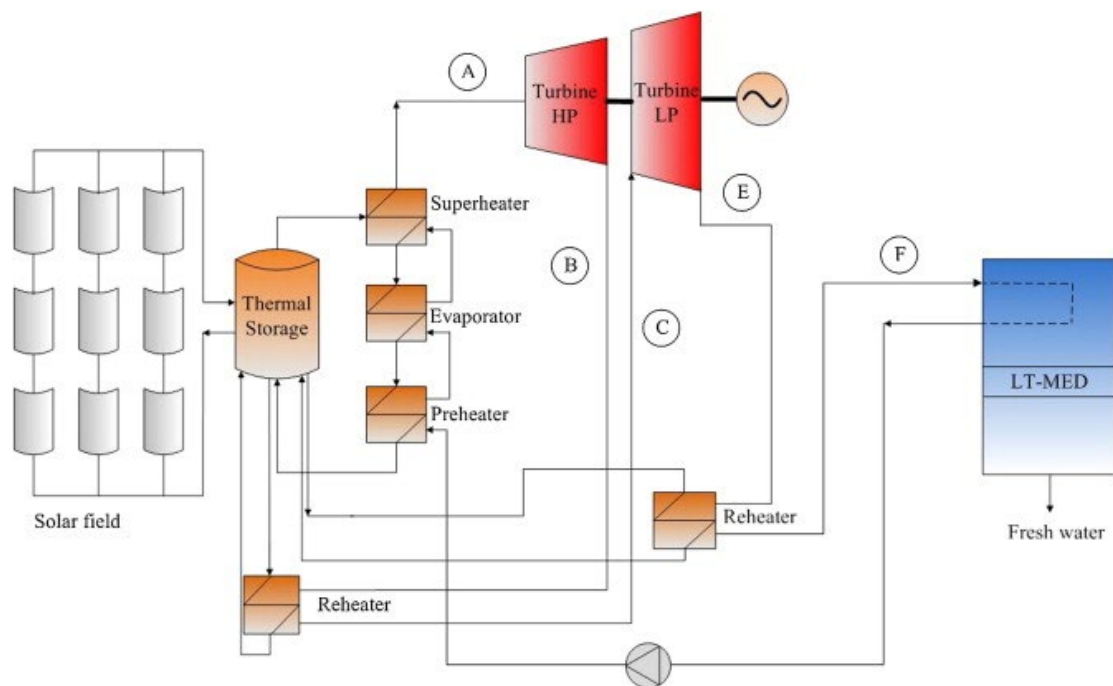 A
Turbine
HP
Turbine
LP
E
Superheater
B
F
Thermal
Storage
Evaporator
C
LT-MED
Preheater
Solar field
Reheater
Fresh water
Reheater